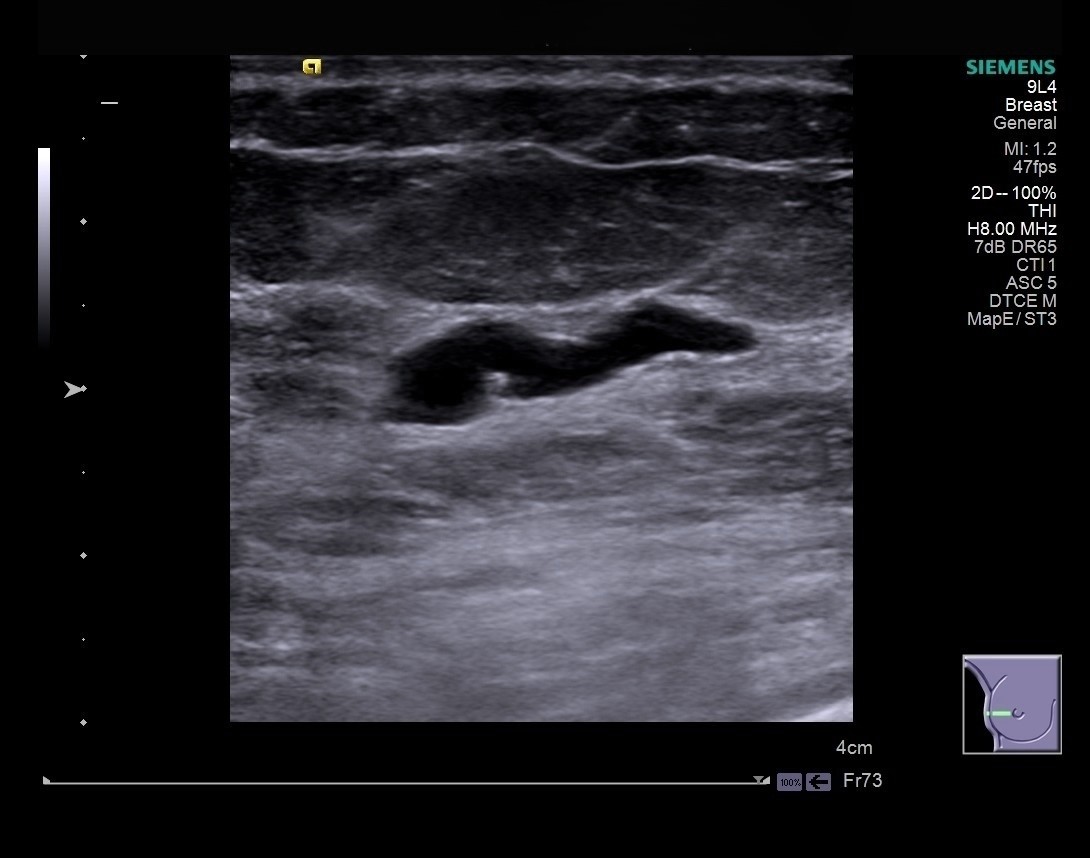 SIEMENS
9L4
Breast
General
MI: 1.2
47fps
2D--100%
THI
H8.00 MHz
7dB DR65
CTI 1
ASC 5
DTCE M
MapE / ST3
4cm
100%
Fr73